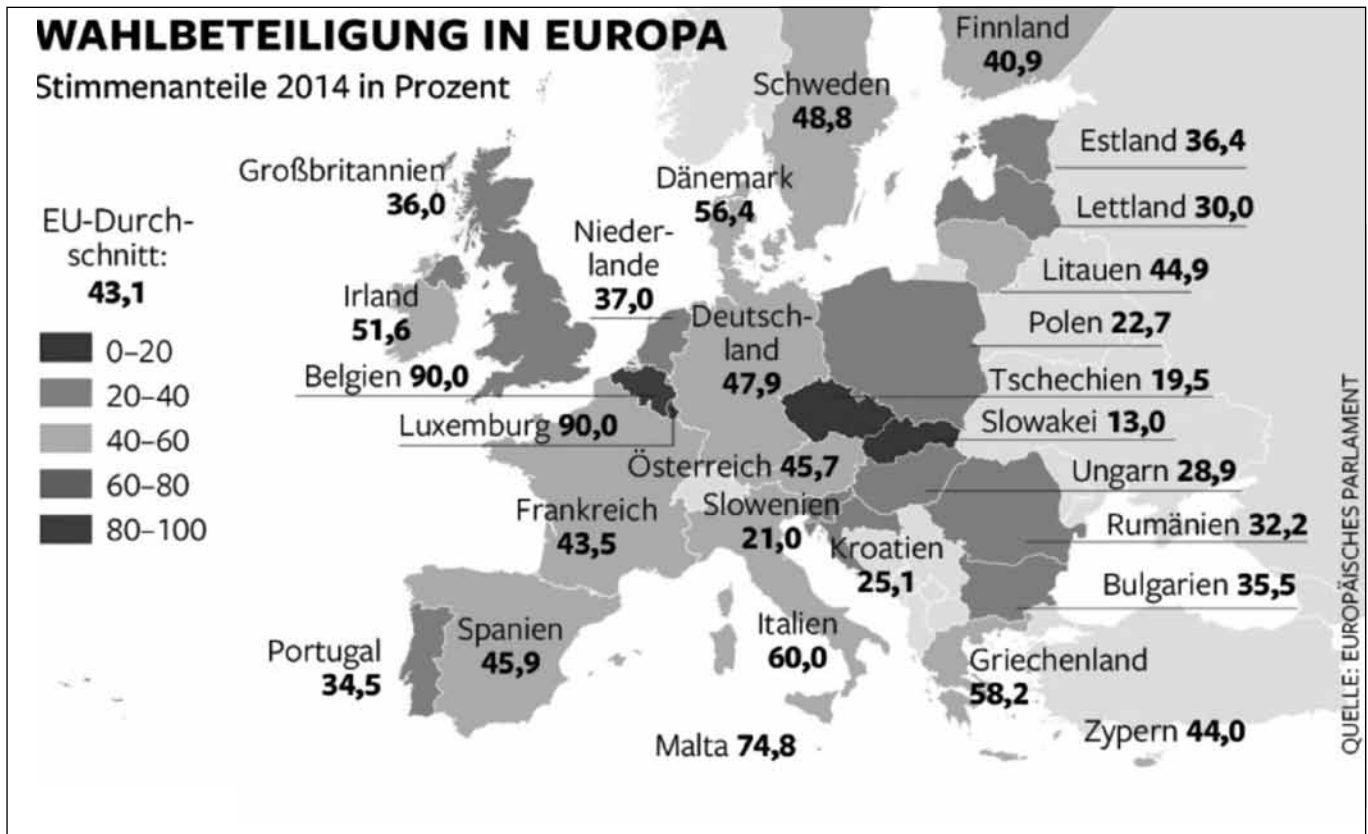 WAHLBETEILIGUNG IN EUROPA
Stimmenanteile 2014 in Prozent
Finnland
40,9
Schweden
48,8
Estland 36,4
Großbritannien
36,0
Dänemark
56,4
Lettland 30,0
EU-Durch-
schnitt:
43,1
Nieder-
lande
37,0
Litauen 44,9
Irland
51,6
Deutsch-
land
47,9
Polen 22,7
0–20
20–40
40–60
60–80
80–100
Belgien 90,0
Tschechien 19,5
Luxemburg 90,0
Slowakei 13,0
Österreich 45,7
Ungarn 28,9
Frankreich
43,5
Slowenien
21,0
Kroatien
25,1
Rumänien 32,2
Bulgarien 35,5
Portugal
34,5
Spanien
45,9
Italien
60,0
Griechenland
58,2
Malta 74,8
Zypern 44,0
QUELLE: EUROPÄISCHES PARLAMENT